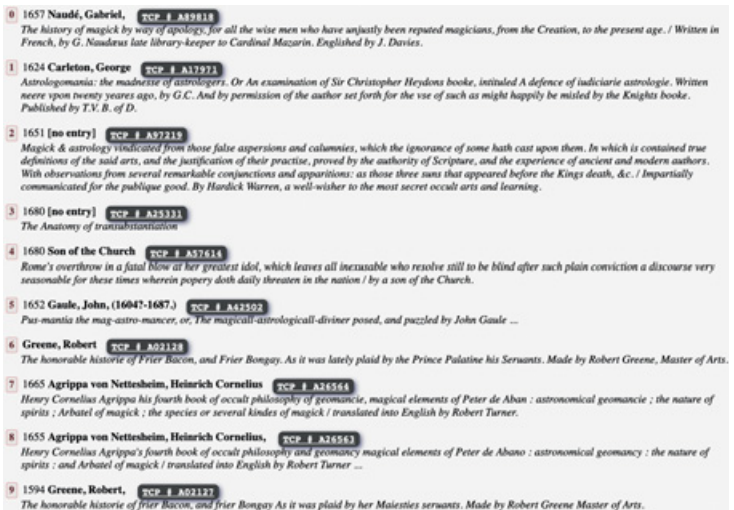 0 1657 Naudé, Gabriel, TCP # A89818
The history of magick by way of apology, for all the wise men who have unjustly been reputed magicians, from the Creation, to the present age. / Written in
French, by G. Naudæus late library-keeper to Cardinal Mazarin. Englished by J. Davies.
1 1624 Carleton, George TCP # A17971
Astrologomania: the madnesse of astrologers. Or An examination of Sir Christopher Heydons booke, intituled A defence of iudiciarie astrologie. Written
neere vpon twenty yeares ago, by G.C. And by permission of the author set forth for the vse of such as might happily be misled by the Knights booke.
Published by T.V. B. of D.
2 1651 [no entry] TCP # A97219
Magick & astrology vindicated from those false aspersions and calumnies, which the ignorance of some hath cast upon them. In which is contained true
definitions of the said arts, and the justification of their practise, proved by the authority of Scripture, and the experience of ancient and modern authors.
With observations from several remarkable conjunctions and apparitions: as those three suns that appeared before the Kings death, &c. / Impartially
communicated for the publique good. By Hardick Warren, a well-wisher to the most secret occult arts and learning.
3 1680 [no entry] TCP # A25331
The Anatomy of transubstantiation
4 1680 Son of the Church TCP # A57614
Rome's overthrow in a fatal blow at her greatest idol, which leaves all inexusable who resolve still to be blind after such plain conviction a discourse very
seasonable for these times wherein popery doth daily threaten in the nation / by a son of the Church.
5 1652 Gaule, John, (1604?-1687.) TCP # A42502
Pus-mantia the mag-astro-mancer, or, The magicall-astrologicall-diviner posed, and puzzled by John Gaule ...
6 Greene, Robert TCP # A02128
The honorable historie of Frier Bacon, and Frier Bongay. As it was lately plaid by the Prince Palatine his Seruants. Made by Robert Greene, Master of Arts.
7 1665 Agrippa von Nettesheim, Heinrich Cornelius TCP # A26564
Henry Cornelius Agrippa his fourth book of occult philosophy of geomancie, magical elements of Peter de Aban : astronomical geomancie ; the nature of
spirits ; Arbatel of magick ; the species or several kindes of magick / translated into English by Robert Turner.
8 1655 Agrippa von Nettesheim, Heinrich Cornelius, TCP # A26563
Henry Cornelius Agrippa's fourth book of occult philosophy and geomancy magical elements of Peter de Abano : astronomical geomancy : the nature of
spirits : and Arbatel of magick / translated into English by Robert Turner ...
9 1594 Greene, Robert, TCP # A02127
The honorable historie of frier Bacon, and frier Bongay As it was plaid by her Maiesties seruants. Made by Robert Greene Master of Arts.